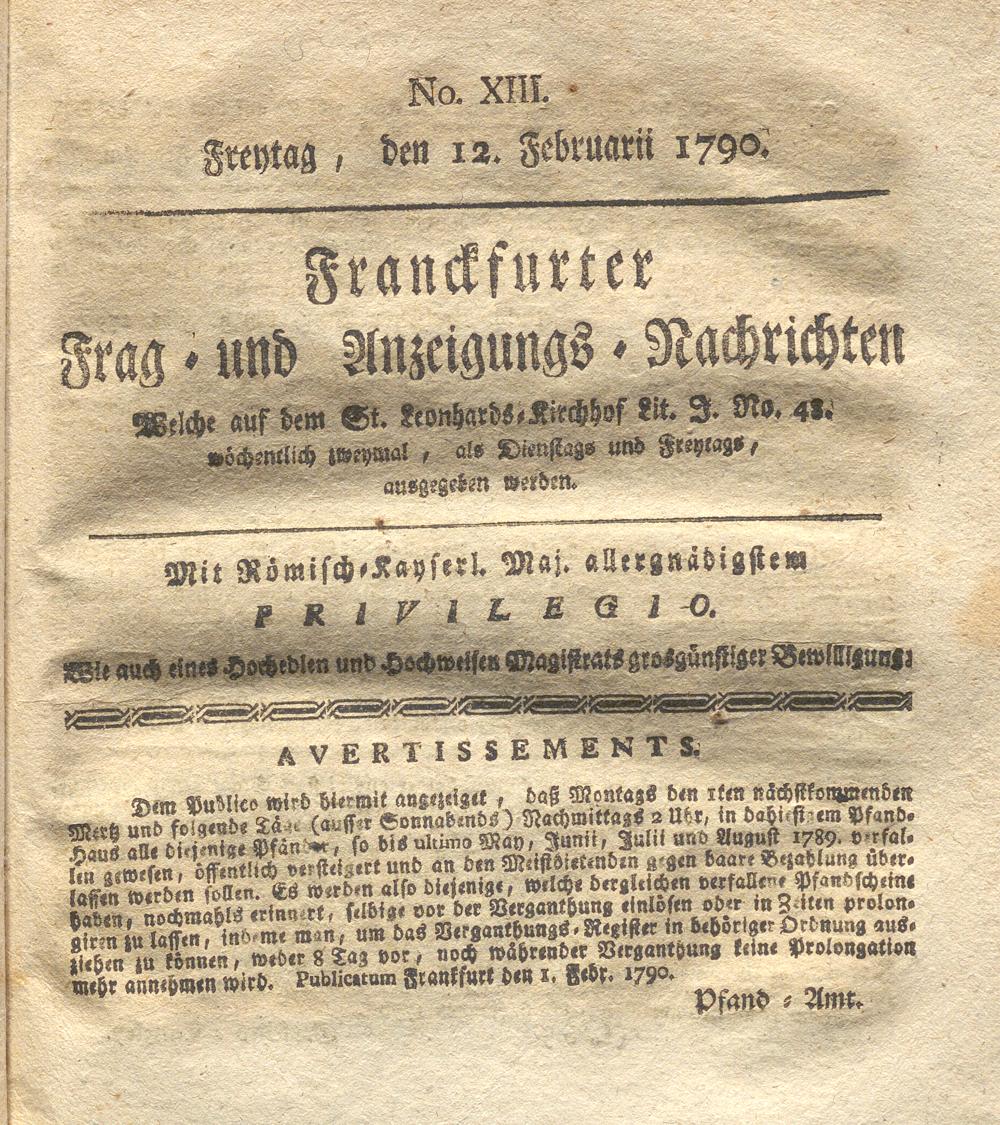 No. XIII.
Freytag, den 12. Februarii 1790.
Franckfurter
Frag- und Anzeigungs-Nachrichten
Welche auf dem St. Leonhards-Kirchhof Lit. J. No. 48.
wöchentlich zweymal, als Dienstags und Freytags,
ausgegeben werden.
Mit Römisch-Kayserl. Maj. allergnädigstem
PRIVILEGIO.
Wie auch eines Hochedlen und Hochweisen Magistrats grosgünstiger Bewilligung:
AVERTISSEMENTS.
Dem Publico wird hiermit angezeiget, daß Montags den 1ten nächstkommenden
Mertz und folgende Täge (ausser Sonnabends) Nachmittags 2 Uhr, in dahiesigem Pfand-
Haus alle diejenige Pfänder, so bis ultimo May, Junii, Julii und August 1789. verfal-
len gewesen, öffentlich versteigert und an den Meistbietenden gegen baare Bezahlung über-
lassen werden sollen. Es werden also diejenige, welche dergleichen verfallene Pfandscheine
haben, nochmahls erinnert, selbige vor der Verganthung einlösen oder in Zeiten prolon-
giren zu lassen, indeme man, um das Verganthungs-Register in behöriger Ordnung aus-
ziehen zu können, weder 8 Tag vor, noch währender Verganthung keine Prolongation
mehr annehmen wird. Publicatum Franckfurt den 1. Febr. 1790.
Pfand-Amt.